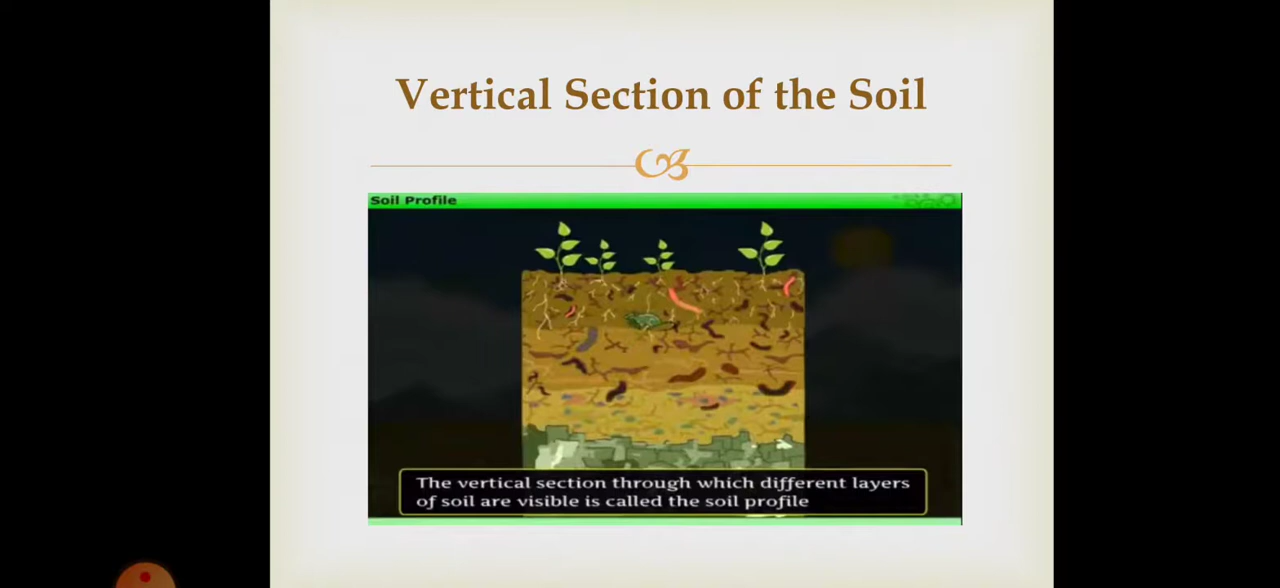 Vertical Section of the Soil
Soil Profile
The vertical section through which different layers
of soil are visible is called the soil profile